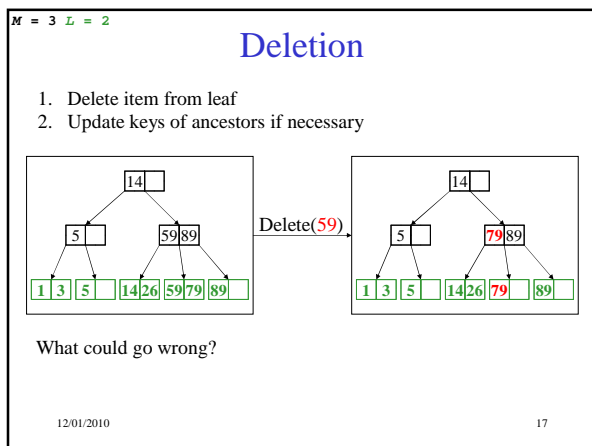 M = 3 L = 2
Deletion
1. Delete item from leaf
2. Update keys of ancestors if necessary
14
5
59 89
1 3 5 14 26 59 79 89
Delete(59)
14
5
79 89
1 3 5 14 26 79 89
What could go wrong?
12/01/2010
17